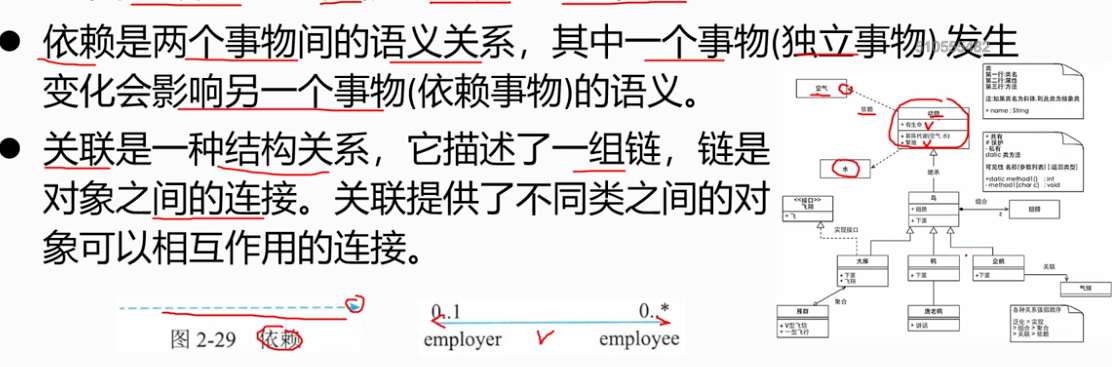 ● 依赖是两个事物间的语义关系，其中一个事物(独立事物) 发生
变化会影响另一个事物(依赖事物)的语义。
● 关联是一种结构关系，它描述了一组链，链是
对象之间的连接。关联提供了不同类之间的对
象可以相互作用的连接。
图 2-29 依赖
0..1
0..*
employer
employee
空气
依赖
动物
+ 有生命
+ 新陈代谢(空气 水)
+ 繁殖
水
继承
类
第一行:类名
第二行:属性
第三行:方法
注:如果类名为斜体,则此类为抽象类
+ name : String
+ 共有
# 保护
- 私有
static 类方法
可见性 名称(参数列表) [:返回类型]
+static method1() : int
- method1(char c) : void
<<接口>>
飞翔
+ 飞
实现接口
鸟
+ 翅膀
+ 下蛋
组合
2
翅膀
大雁
+ 下蛋
+ 飞翔
鸭
+ 下蛋
企鹅
+下蛋
关联
气候
聚合
雁群
+ V型飞行
+ 一型飞行
唐老鸭
+ 讲话
各种关系强弱顺序
泛化 = 实现
> 组合 > 聚合
> 关联 > 依赖